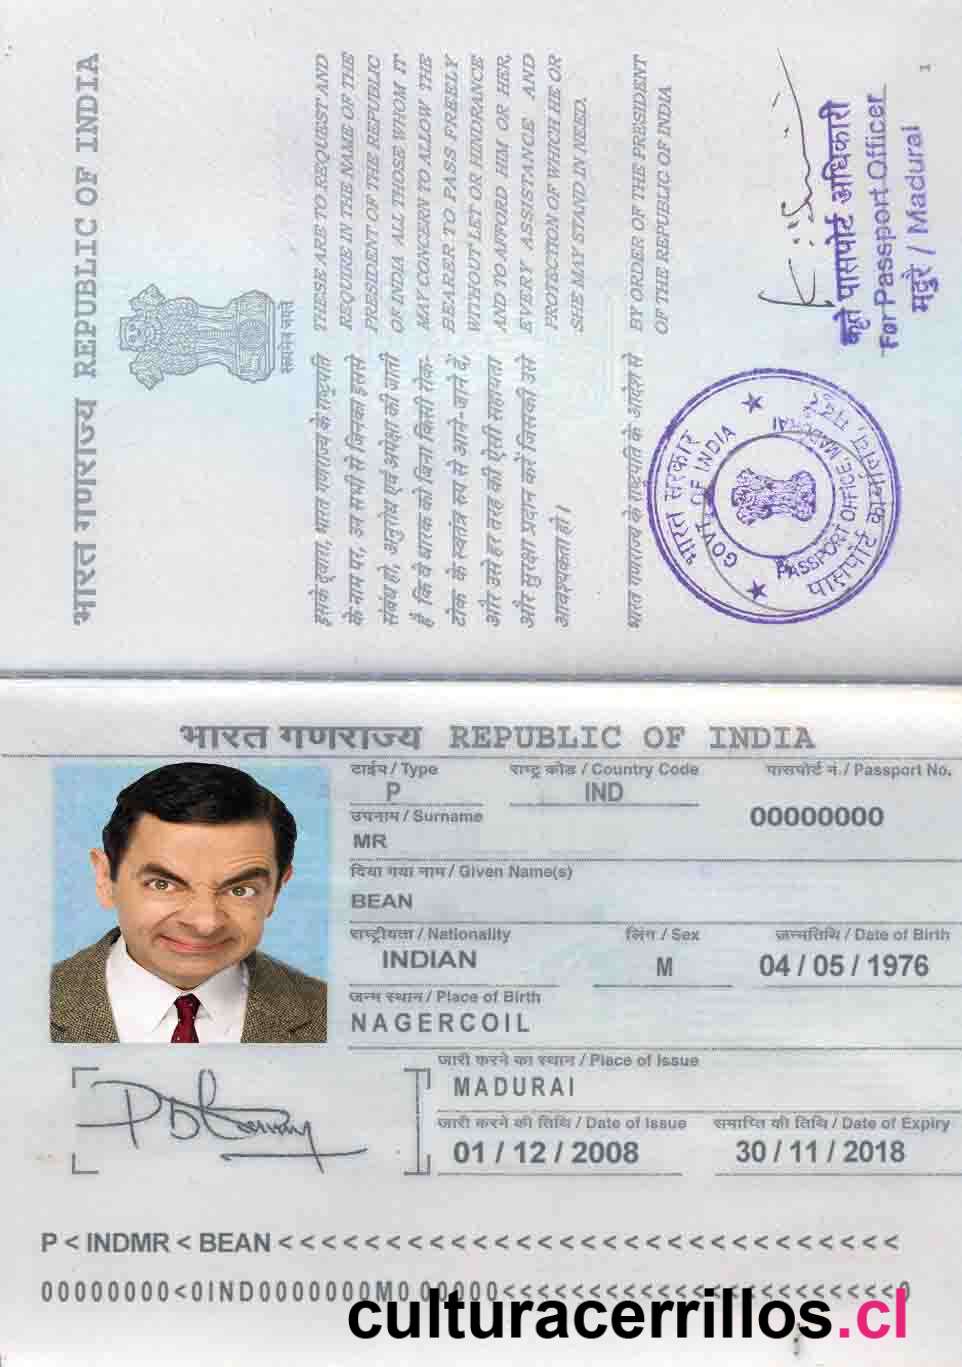 भारत गणराज्य REPUBLIC OF INDIA
सत्यमेव जयते
THESE ARE TO REQUEST AND
REQUIRE IN THE NAME OF THE
PRESIDENT OF THE REPUBLIC
OF INDIA ALL THOSE WHOM IT
MAY CONCERN TO ALLOW THE
BEARER TO PASS FREELY
WITHOUT LET OR HINDRANCE
AND TO AFFORD HIM OR HER,
EVERY ASSISTANCE AND
PROTECTION OF WHICH HE OR
SHE MAY STAND IN NEED.
इसके द्वारा, भारत गणराज्य के राष्ट्रपति
के नाम पर, उन सभी से जिनका इससे
संबंध हो, अनुरोध एवं अपेक्षा की जाती
है कि वे धारक को बिना किसी रोक-
टोक के स्वतंत्र रूप से आने-जाने दें,
और उसे हर तरह की ऐसी सहायता
और सुरक्षा प्रदान करें जिसकी उसे
आवश्यकता हो।
भारत गणराज्य के राष्ट्रपति के आदेश से
BY ORDER OF THE PRESIDENT
OF THE REPUBLIC OF INDIA
भारत सरकार
GOVT. OF INDIA
PASSPORT OFFICE, MADURAI
पासपोर्ट कार्यालय, मदुरै
कृते पासपोर्ट अधिकारी
For Passport Officer
मदुरै / Madurai
1
भारत गणराज्य REPUBLIC OF INDIA
टाईप / Type राष्ट्र कोड / Country Code पासपोर्ट नं. / Passport No.
P IND 00000000
उपनाम / Surname
MR
दिया गया नाम / Given Name(s)
BEAN
राष्ट्रीयता / Nationality लिंग / Sex जन्मतिथि / Date of Birth
INDIAN M 04 / 05 / 1976
जन्म स्थान / Place of Birth
NAGERCOIL
जारी करने का स्थान / Place of Issue
MADURAI
जारी करने की तिथि / Date of Issue समाप्ति की तिथि / Date of Expiry
01 / 12 / 2008 30 / 11 / 2018
P < INDMR < BEAN < < < < < < < < < < < < < < < < < < < < < < < < < < < < <
00000000<0IND0000000M0 00000<<<<<<<<<<<<<<<<<<<<<<0
culturacerrillos.cl